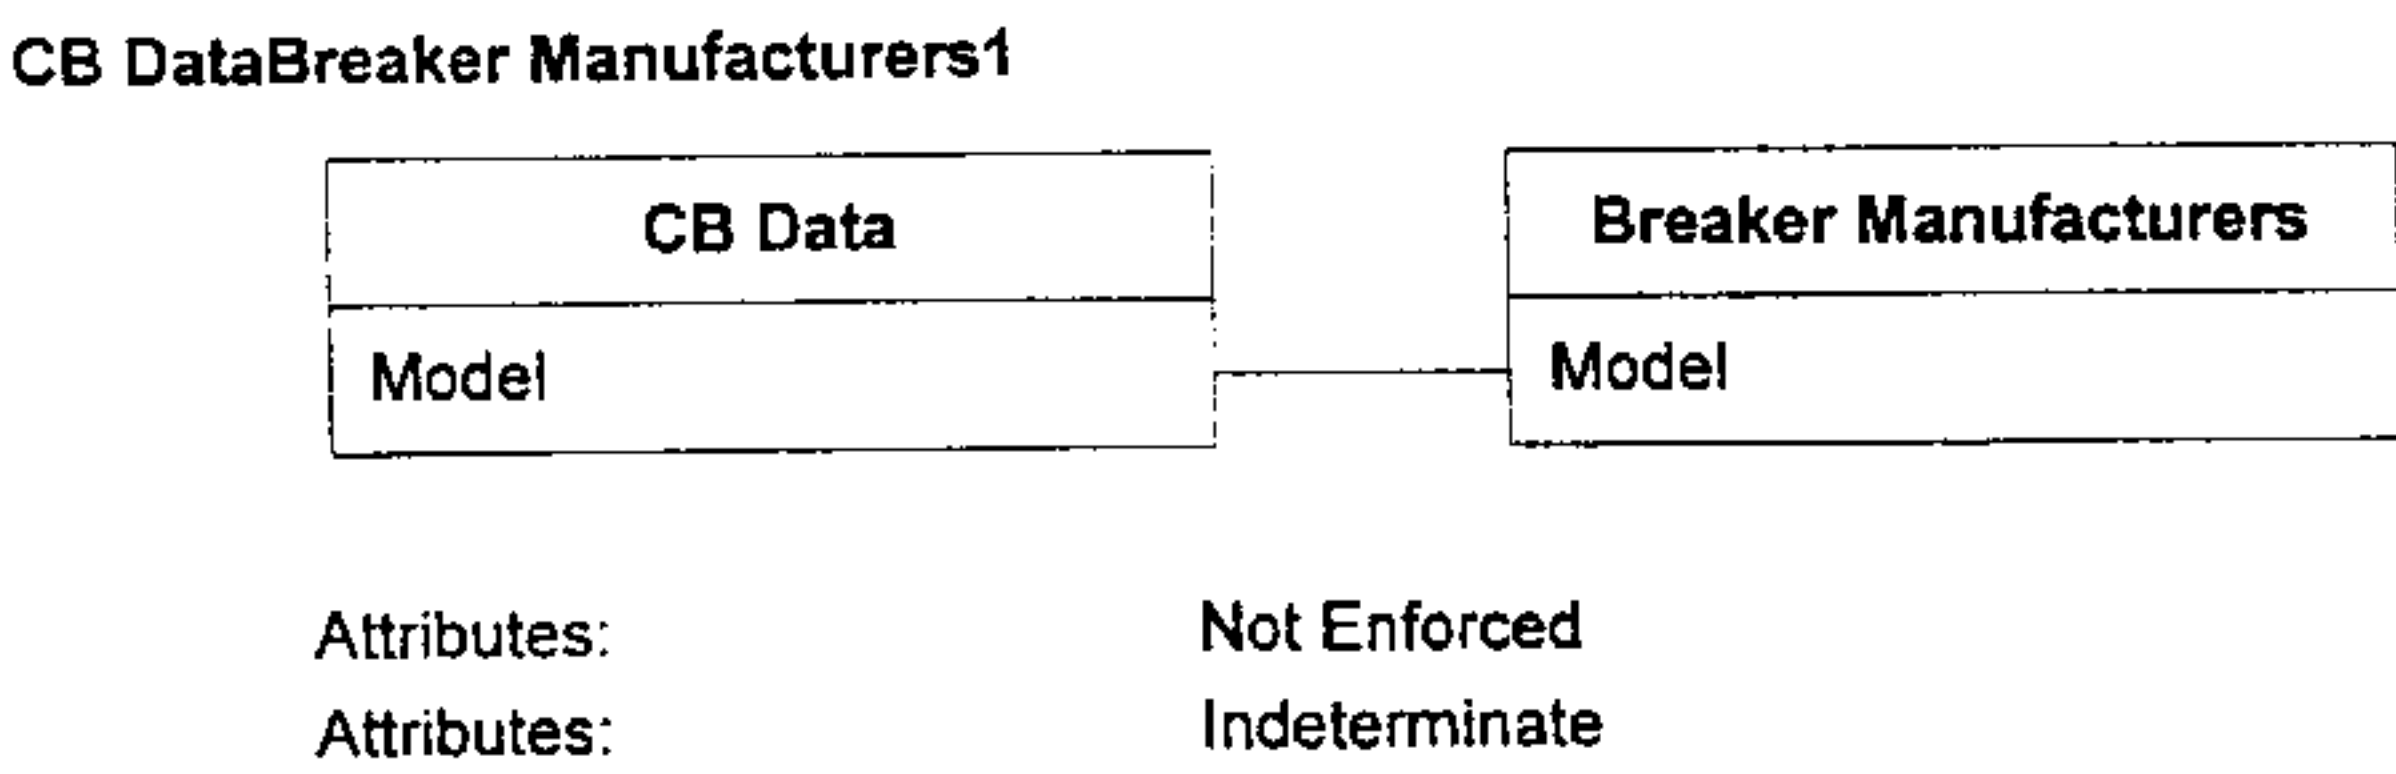 CB DataBreaker Manufacturers1
CB Data Breaker Manufacturers
Model Model
Attributes: Not Enforced
Attributes: Indeterminate